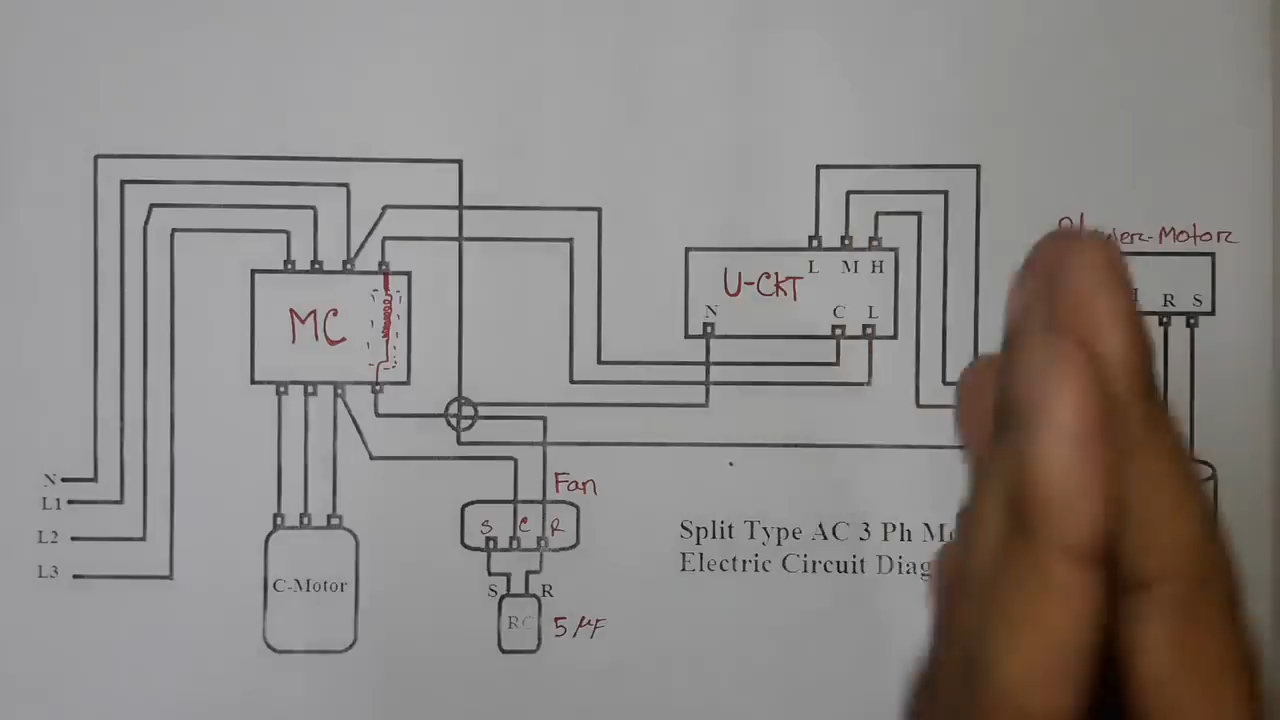 Motor
L M H
U-CKT
N C L
R S
MC
N
L1
L2
L3
Fan
S C R
Split Type AC 3 Ph
Electric Circuit
C-Motor
S R
RC
5 μF